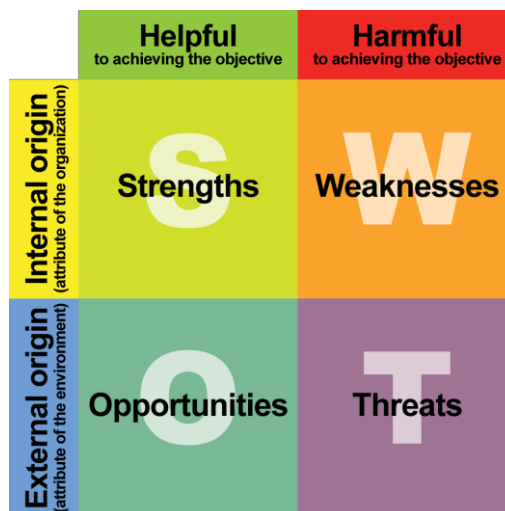 Helpful
to achieving the objective
Harmful
to achieving the objective
Internal origin
(attribute of the organization)
S
Strengths
W
Weaknesses
External origin
(attribute of the environment)
O
Opportunities
T
Threats